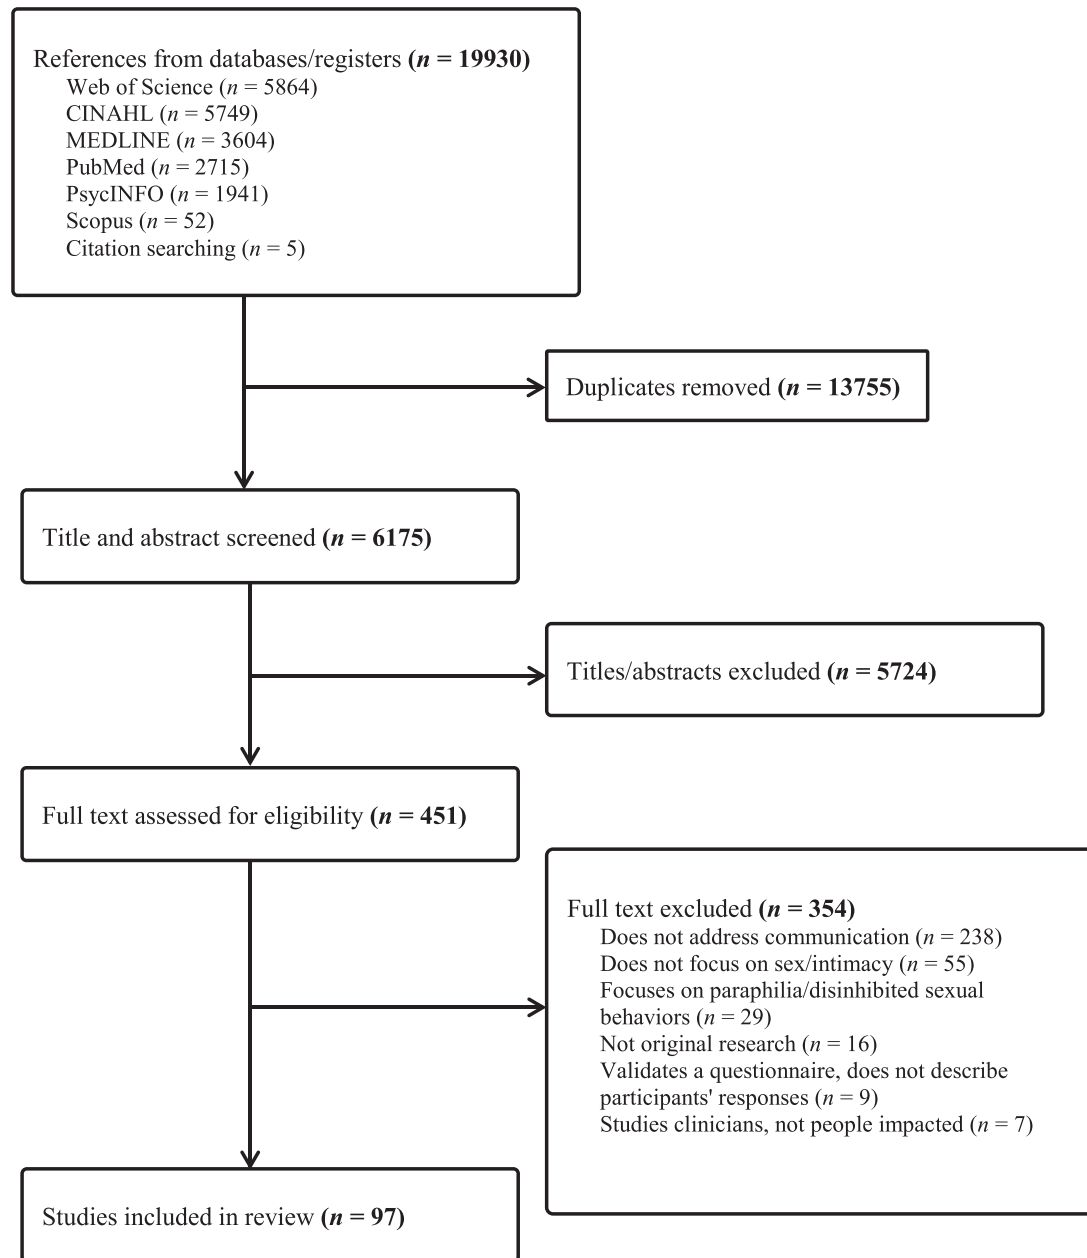 References from databases/registers (n = 19930)
Web of Science (n = 5864)
CINAHL (n = 5749)
MEDLINE (n = 3604)
PubMed (n = 2715)
PsycINFO (n = 1941)
Scopus (n = 52)
Citation searching (n = 5)
Duplicates removed (n = 13755)
Title and abstract screened (n = 6175)
Titles/abstracts excluded (n = 5724)
Full text assessed for eligibility (n = 451)
Full text excluded (n = 354)
Does not address communication (n = 238)
Does not focus on sex/intimacy (n = 55)
Focuses on paraphilia/disinhibited sexual
behaviors (n = 29)
Not original research (n = 16)
Validates a questionnaire, does not describe
participants' responses (n = 9)
Studies clinicians, not people impacted (n = 7)
Studies included in review (n = 97)